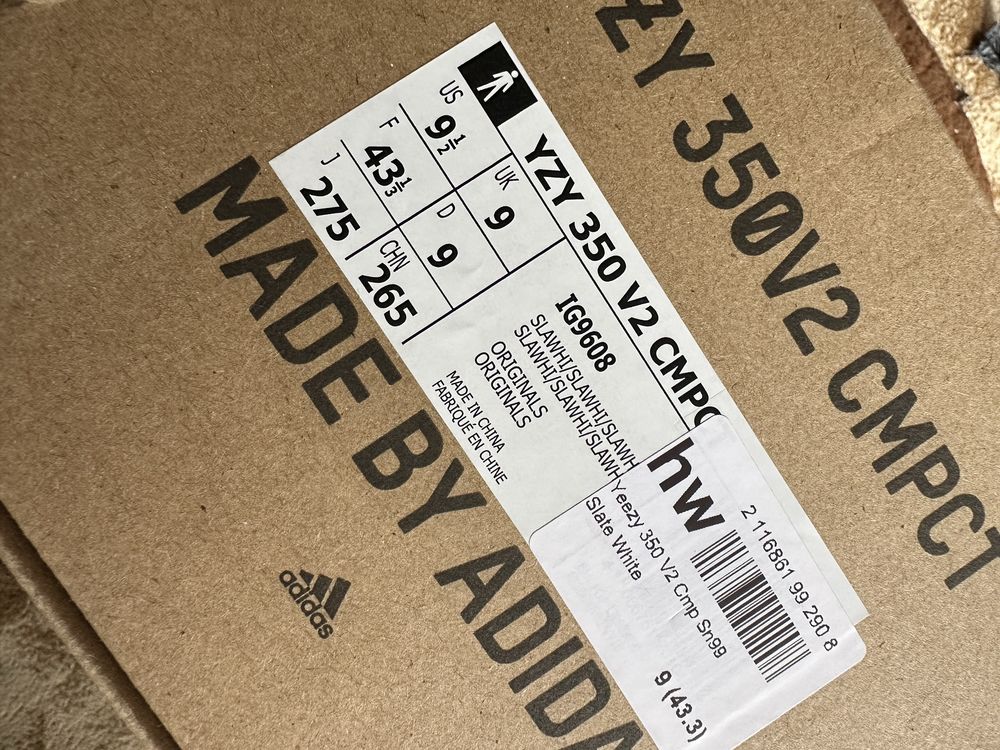 YZY 350V2 CMPCT
YZY 350 V2 CMPC
US
9½
UK
9
F
43⅓
D
9
J
275
CHN
265
IG9608
SLAWHI/SLAWHI/SLAWH
SLAWHI/SLAWHI/SLAWH
ORIGINALS
ORIGINALS
MADE IN CHINA
FABRIQUÉ EN CHINE
hw
2 116861 99 290 8
Yeezy 350 V2 Cmp Sn99
Slate White
9 (43.3)
MADE BY ADIDA
adidas